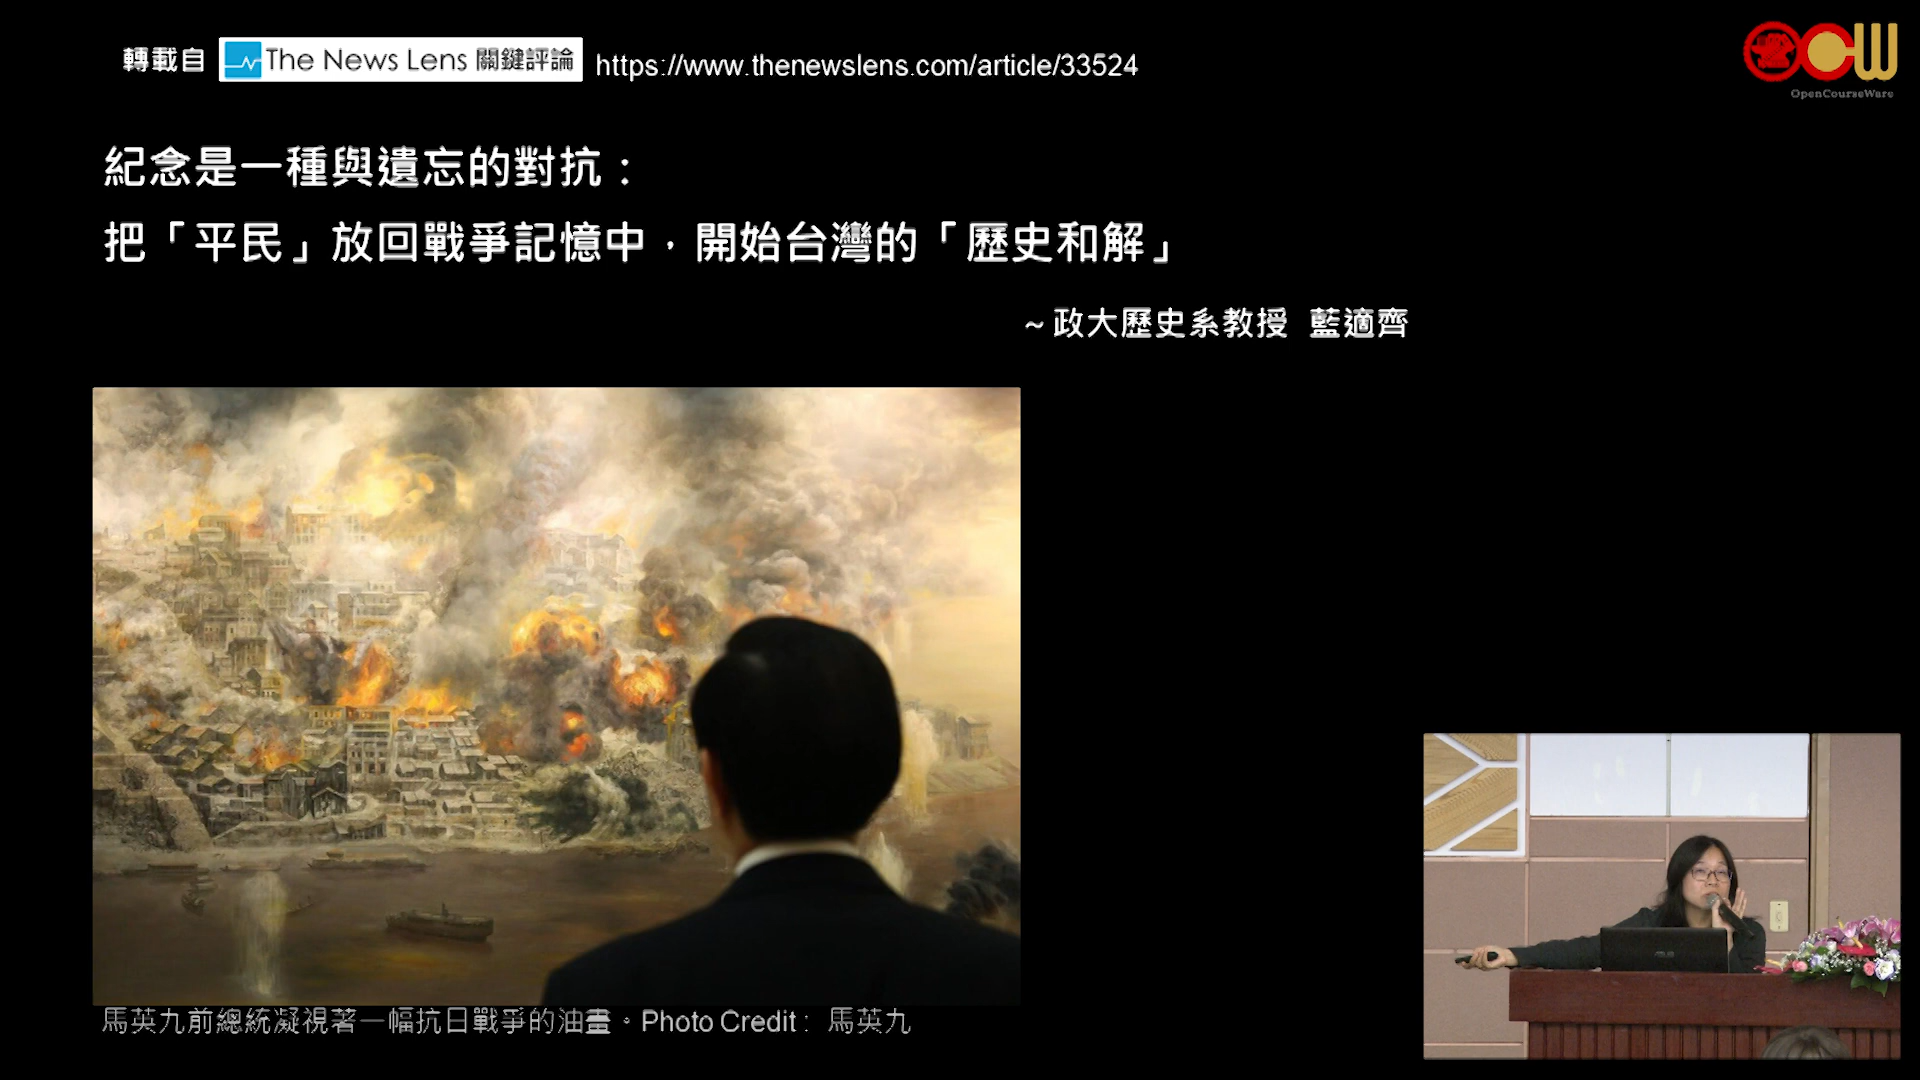 轉載自 The News Lens 關鍵評論 https://www.thenewslens.com/article/33524
OCW
OpenCourseWare
紀念是一種與遺忘的對抗：
把「平民」放回戰爭記憶中，開始台灣的「歷史和解」
~ 政大歷史系教授 藍適齊
馬英九前總統凝視著一幅抗日戰爭的油畫。Photo Credit： 馬英九